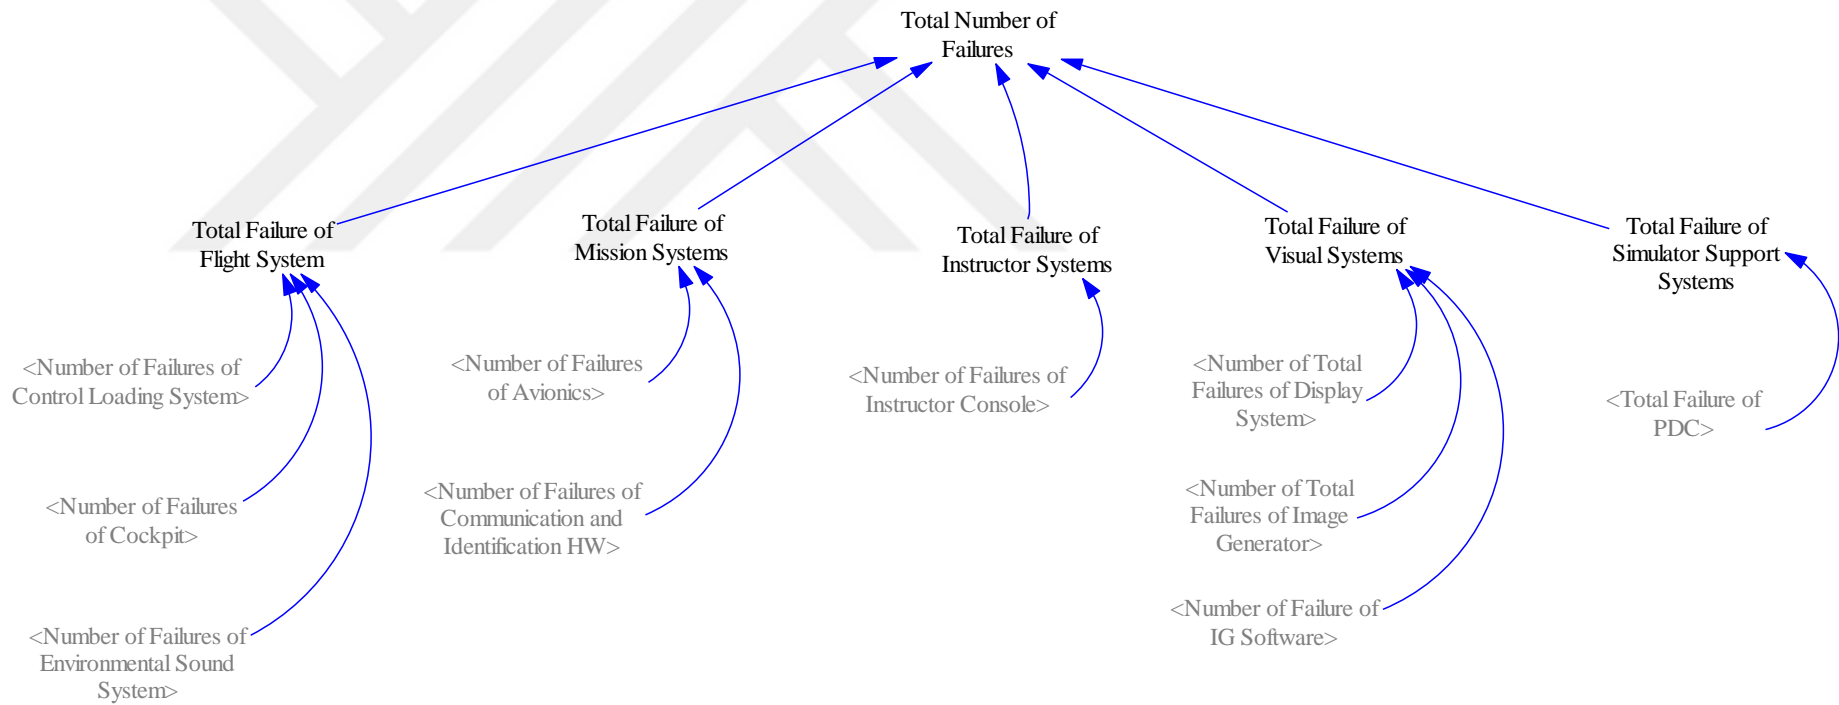 Total Number of
Failures
Total Failure of
Flight System
Total Failure of
Mission Systems
Total Failure of
Instructor Systems
Total Failure of
Visual Systems
Total Failure of
Simulator Support
Systems
<Number of Failures of
Control Loading System>
<Number of Failures
of Avionics>
<Number of Failures of
Instructor Console>
<Number of Total
Failures of Display
System>
<Total Failure of
PDC>
<Number of Failures
of Cockpit>
<Number of Failures of
Communication and
Identification HW>
<Number of Total
Failures of Image
Generator>
<Number of Failures of
Environmental Sound
System>
<Number of Failure of
IG Software>